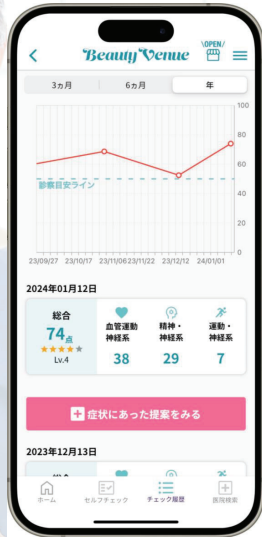 Beauty Venue
\OPEN/
3ヵ月 6ヵ月 年
100
80
60
診察目安ライン
40
20
0
23/09/27 23/10/17 23/11/06 23/11/22 23/12/12 24/01/01
2024年01月12日
総合
74点
Lv.4
血管運動
神経系
38
精神・
神経系
29
運動・
神経系
7
症状にあった提案をみる
2023年12月13日
ホーム セルフチェック チェック履歴 医院検索